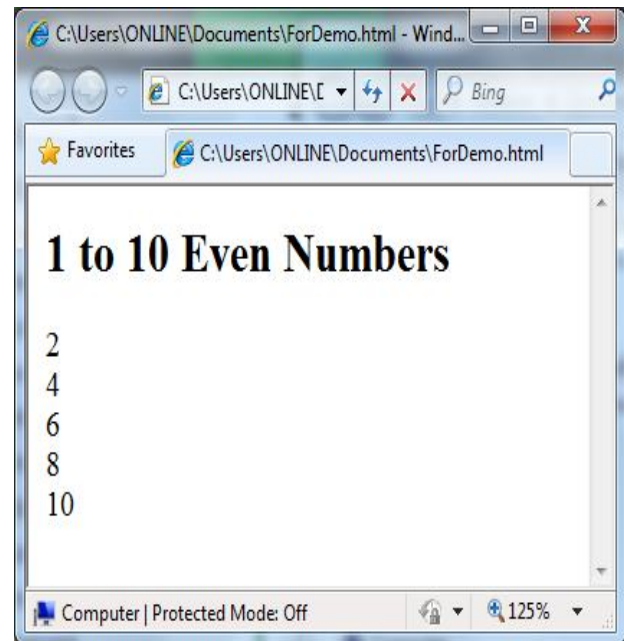 C:\Users\ONLINE\Documents\ForDemo.html - Wind...
C:\Users\ONLINE\D Bing
Favorites C:\Users\ONLINE\Documents\ForDemo.html
1 to 10 Even Numbers
2
4
6
8
10
Computer | Protected Mode: Off 125%